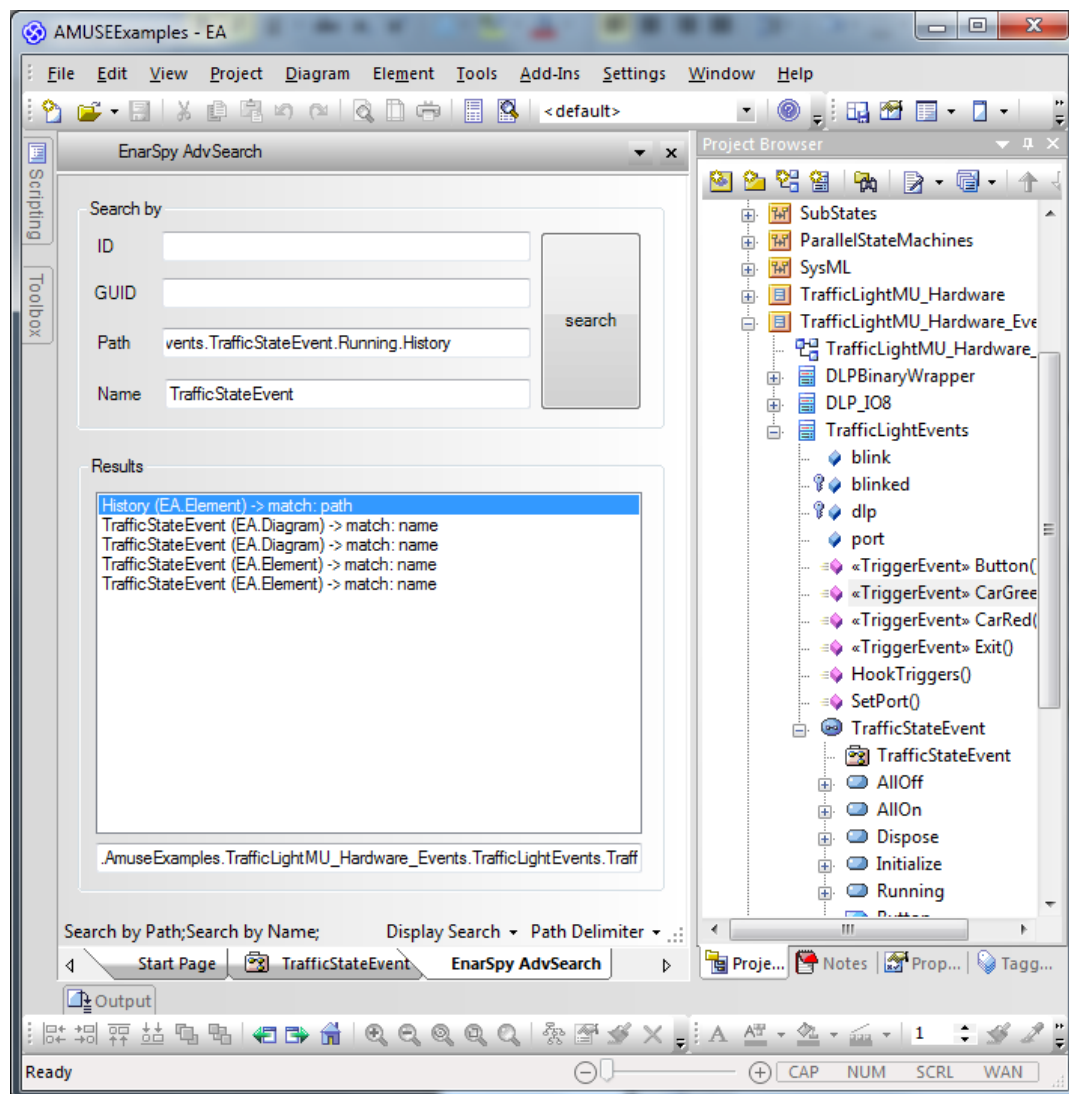 AMUSEExamples - EA
File Edit View Project Diagram Element Tools Add-Ins Settings Window Help
<default>
Scripting
Toolbox
EnarSpy AdvSearch
Search by
ID
GUID
Path vents.TrafficStateEvent.Running.History
Name TrafficStateEvent
search
Results
History (EA.Element) -> match: path
TrafficStateEvent (EA.Diagram) -> match: name
TrafficStateEvent (EA.Diagram) -> match: name
TrafficStateEvent (EA.Element) -> match: name
TrafficStateEvent (EA.Element) -> match: name
.AmuseExamples.TrafficLightMU_Hardware_Events.TrafficLightEvents.Traff
Search by Path;Search by Name; Display Search Path Delimiter
Start Page TrafficStateEvent EnarSpy AdvSearch
Project Browser
SubStates
ParallelStateMachines
SysML
TrafficLightMU_Hardware
TrafficLightMU_Hardware_Eve
TrafficLightMU_Hardware_
DLPBinaryWrapper
DLP_IO8
TrafficLightEvents
blink
blinked
dlp
port
«TriggerEvent» Button(
«TriggerEvent» CarGree
«TriggerEvent» CarRed(
«TriggerEvent» Exit()
HookTriggers()
SetPort()
TrafficStateEvent
TrafficStateEvent
AllOff
AllOn
Dispose
Initialize
Running
Proje... Notes Prop... Tagg...
Output
A 1
Ready CAP NUM SCRL WAN